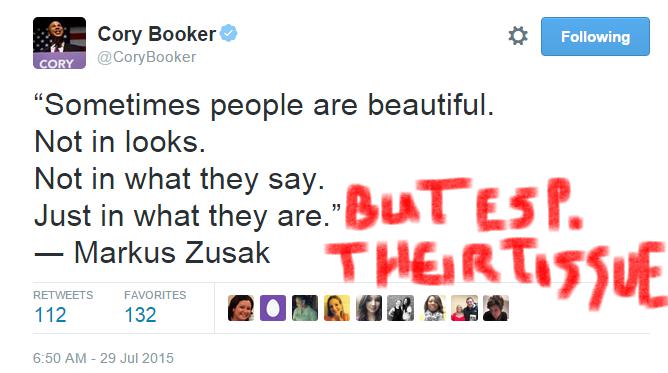 Cory Booker
@CoryBooker
Following
CORY
“Sometimes people are beautiful.
Not in looks.
Not in what they say.
Just in what they are.”
— Markus Zusak
BUT ESP.
THEIR TISSUE
RETWEETS FAVORITES
112 132
6:50 AM - 29 Jul 2015